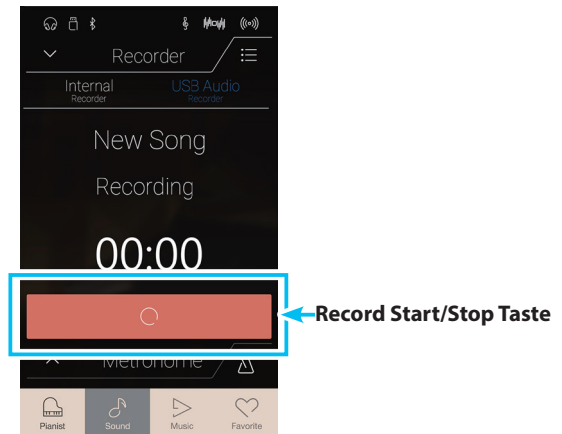 Recorder
Internal
Recorder
USB Audio
Recorder
New Song
Recording
00:00
Record Start/Stop Taste
Metronome
Pianist
Sound
Music
Favorite